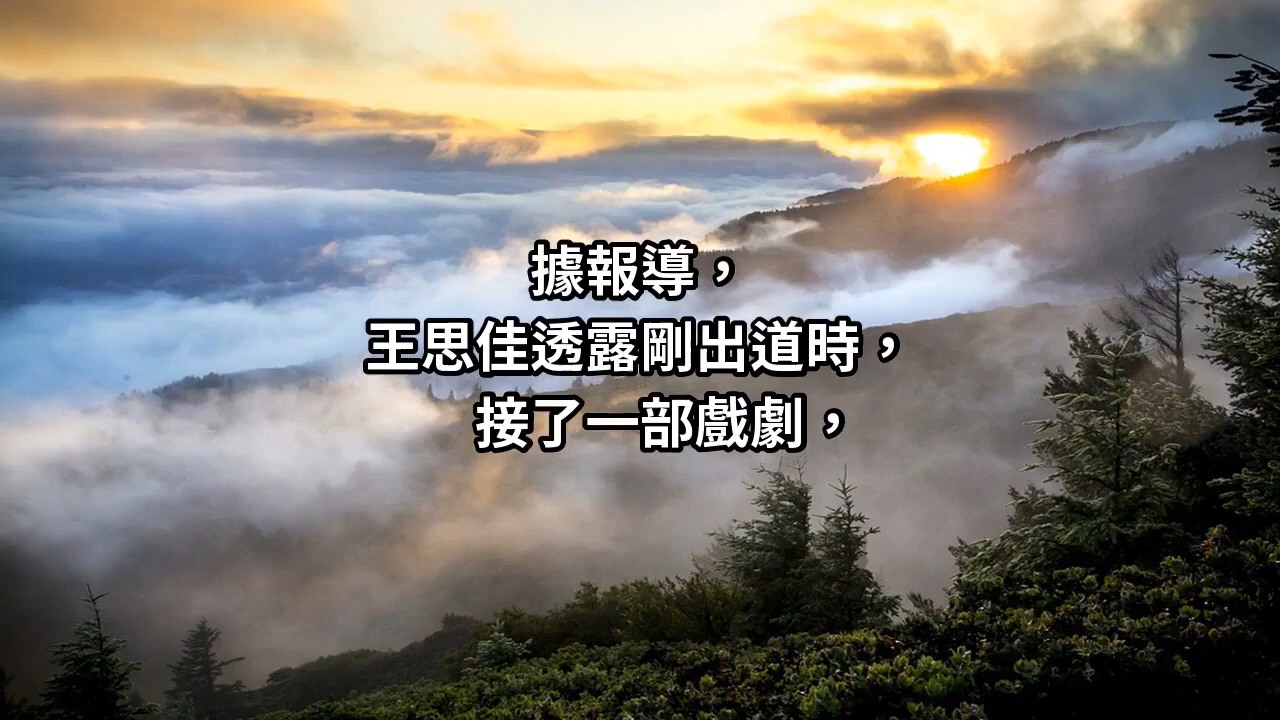 據報導，
王思佳透露剛出道時，
接了一部戲劇，